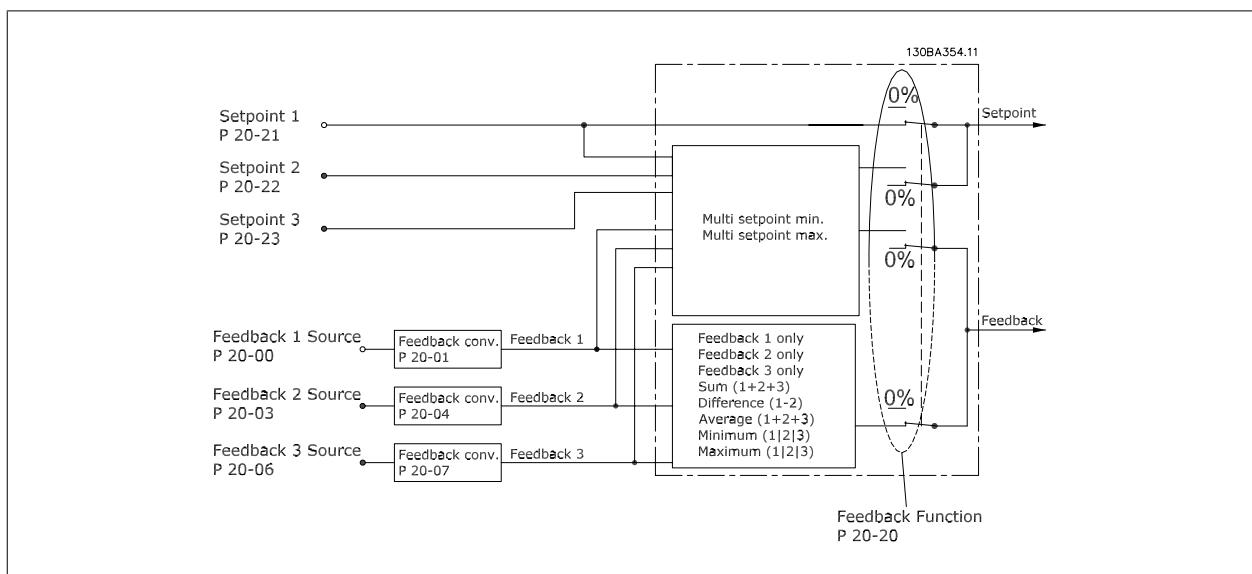 130BA354.11
0%
Setpoint 1
P 20-21
Setpoint
Setpoint 2
P 20-22
0%
Setpoint 3
P 20-23
Multi setpoint min.
Multi setpoint max.
0%
Feedback
Feedback 1 Source
P 20-00
Feedback conv.
P 20-01
Feedback 1
Feedback 2 Source
P 20-03
Feedback conv.
P 20-04
Feedback 2
Feedback 3 Source
P 20-06
Feedback conv.
P 20-07
Feedback 3
Feedback 1 only
Feedback 2 only
Feedback 3 only
Sum (1+2+3)
Difference (1-2)
Average (1+2+3)
Minimum (1|2|3)
Maximum (1|2|3)
0%
Feedback Function
P 20-20